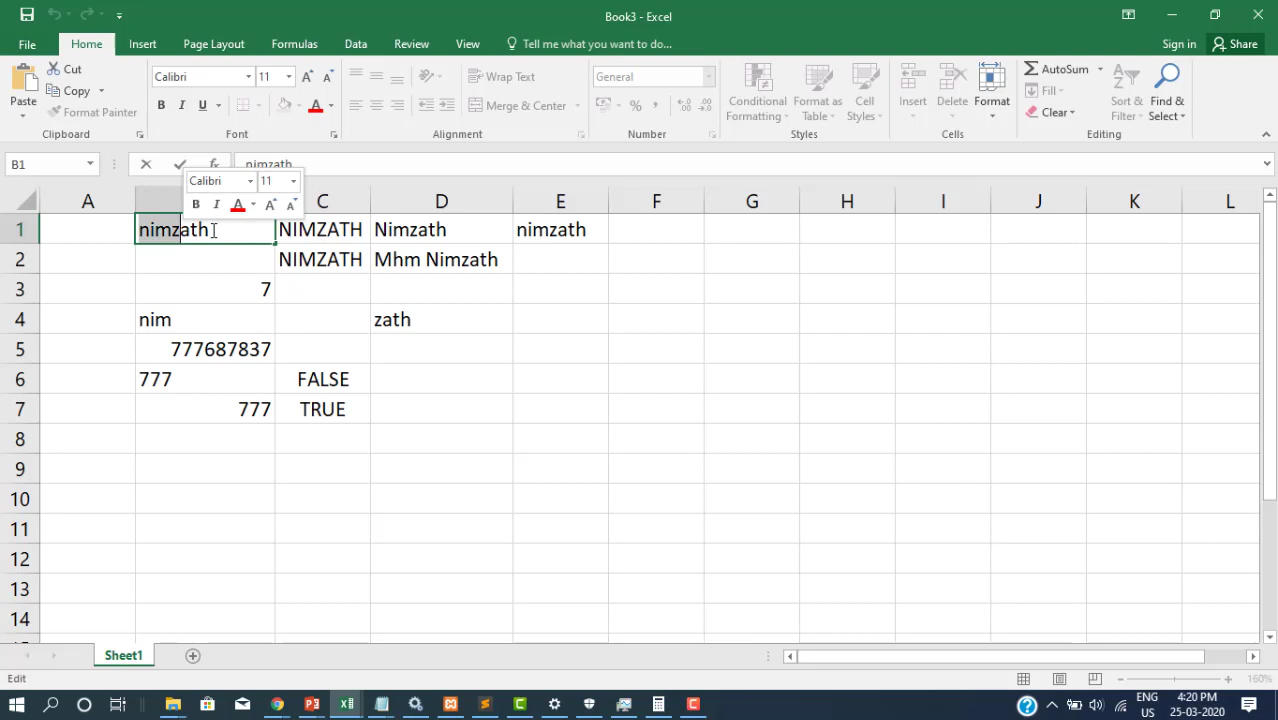 Book3 - Excel
File Home Insert Page Layout Formulas Data Review View Tell me what you want to do... Sign in Share
Cut
Copy
Format Painter
Paste
Calibri 11
B I U A
Wrap Text
Merge & Center
General
%
Conditional Formatting
Format as Table
Cell Styles
Insert
Delete
Format
AutoSum
Fill
Clear
Sort & Filter
Find & Select
Clipboard Font Alignment Number Styles Cells Editing
B1 fx nimzath
Calibri 11
B I A
A C D E F G H I J K L
1 nimzath NIMZATH Nimzath nimzath
2 NIMZATH Mhm Nimzath
3 7
4 nim zath
5 777687837
6 777 FALSE
7 777 TRUE
8
9
10
11
12
13
14
Sheet1
Edit 160%
ENG
US
4:20 PM
25-03-2020